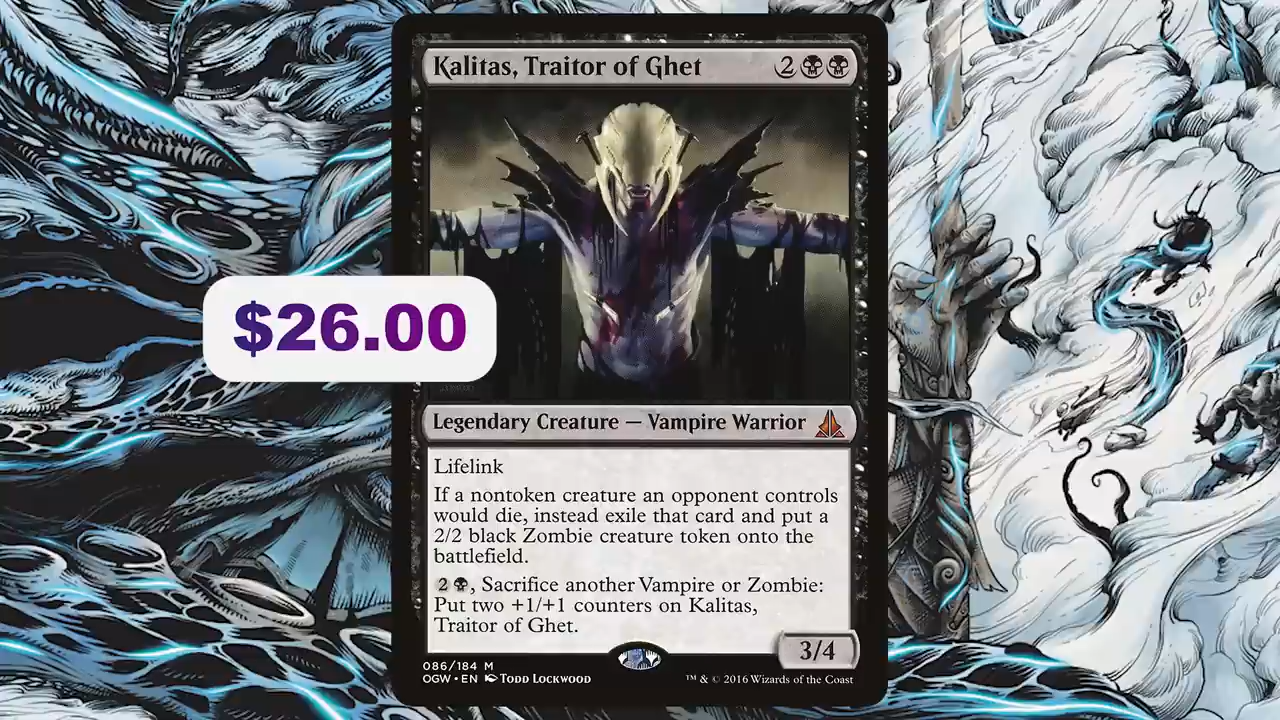 Kalitas, Traitor of Ghet 2
$26.00
Legendary Creature — Vampire Warrior
Lifelink
If a nontoken creature an opponent controls
would die, instead exile that card and put a
2/2 black Zombie creature token onto the
battlefield.
2, Sacrifice another Vampire or Zombie:
Put two +1/+1 counters on Kalitas,
Traitor of Ghet.
3/4
086/184 M
OGW • EN Todd Lockwood
™ & © 2016 Wizards of the Coast